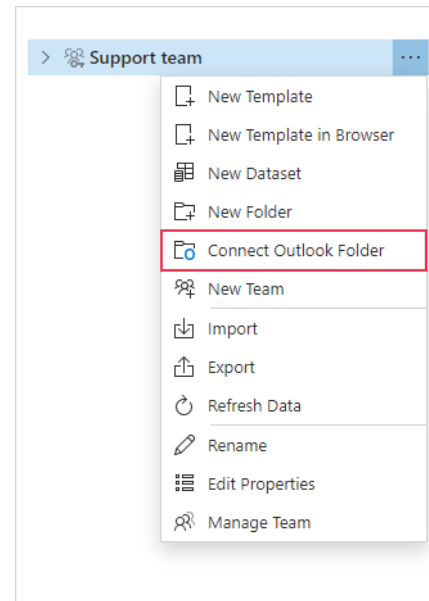 Support team
New Template
New Template in Browser
New Dataset
New Folder
Connect Outlook Folder
New Team
Import
Export
Refresh Data
Rename
Edit Properties
Manage Team